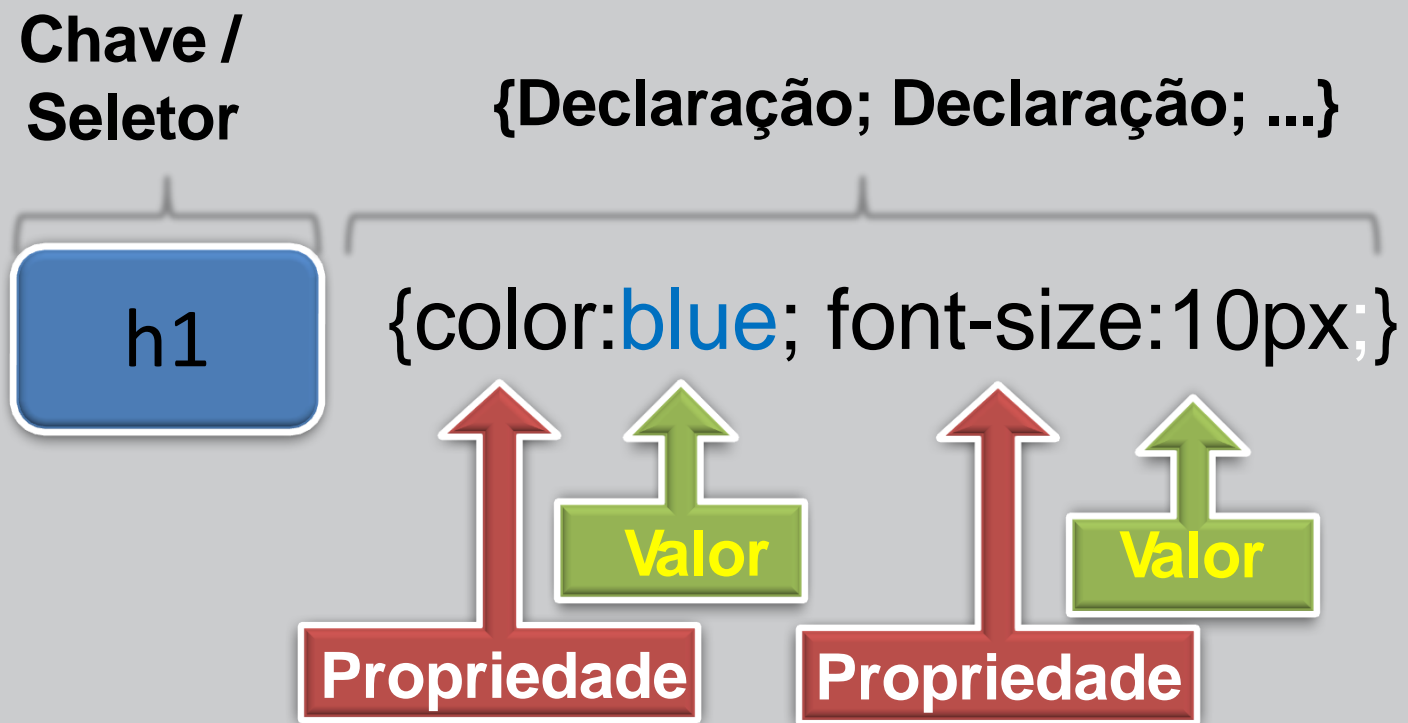 Chave /
Seletor
{Declaração; Declaração; ...}
h1
{color:blue; font-size:10px;}
Valor
Valor
Propriedade
Propriedade